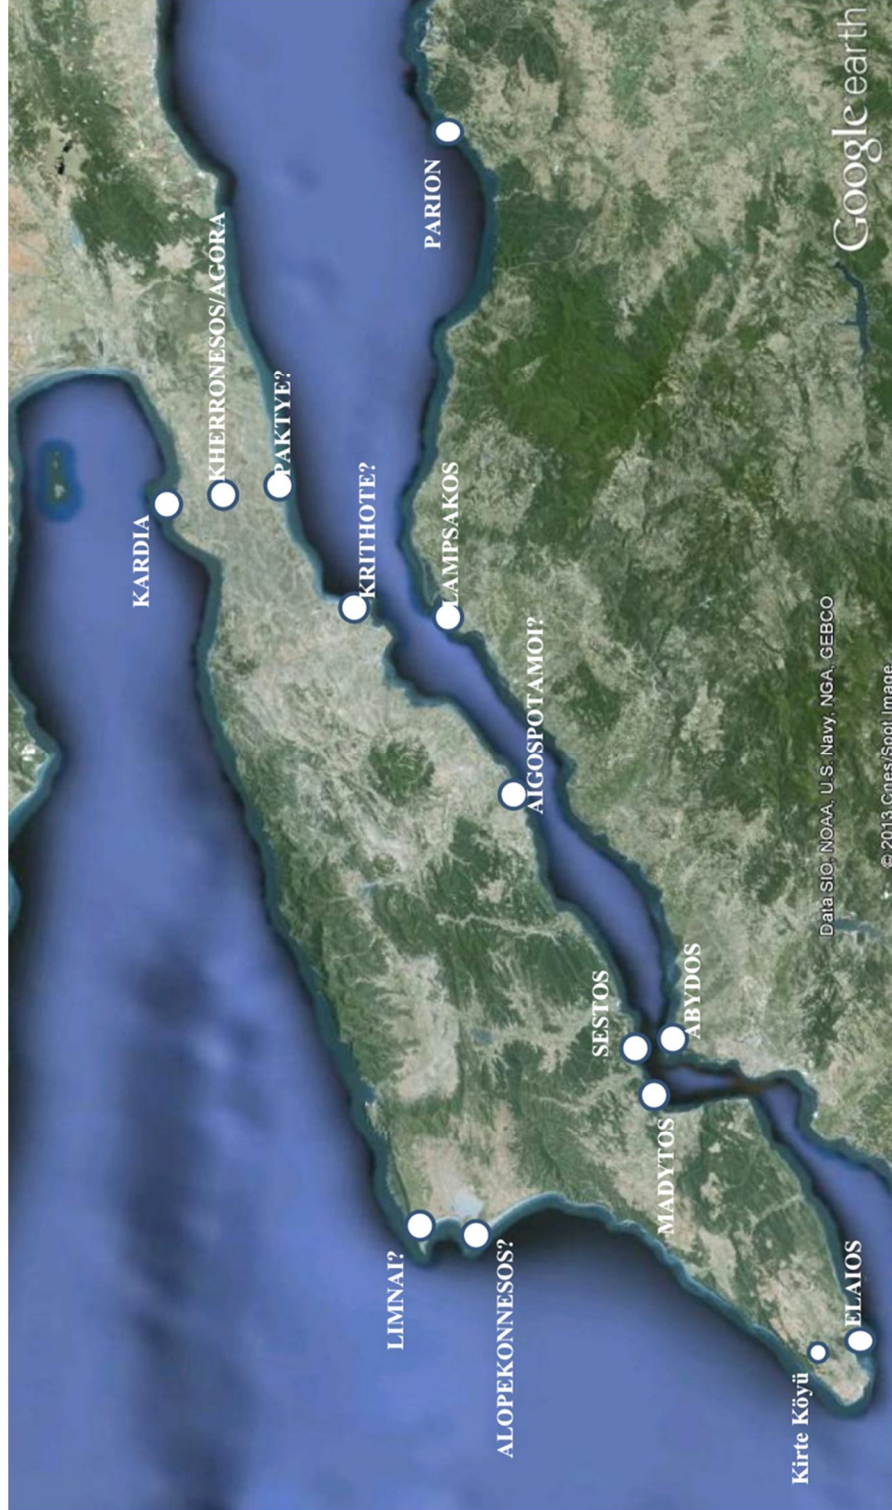 KARDIA
KHERRONESOS/AGORA
PAKTYE?
PARION
KRITHOTE?
LAMPSAKOS
AIGOSPOTAMOI?
SESTOS
ABYDOS
MADYTOS
LIMNAI?
ALOPEKONNESOS?
ELAIOS
Kirte Köyü
Data SIO, NOAA, U.S. Navy, NGA, GEBCO
© 2013 Cnes/Spot Image
Google earth